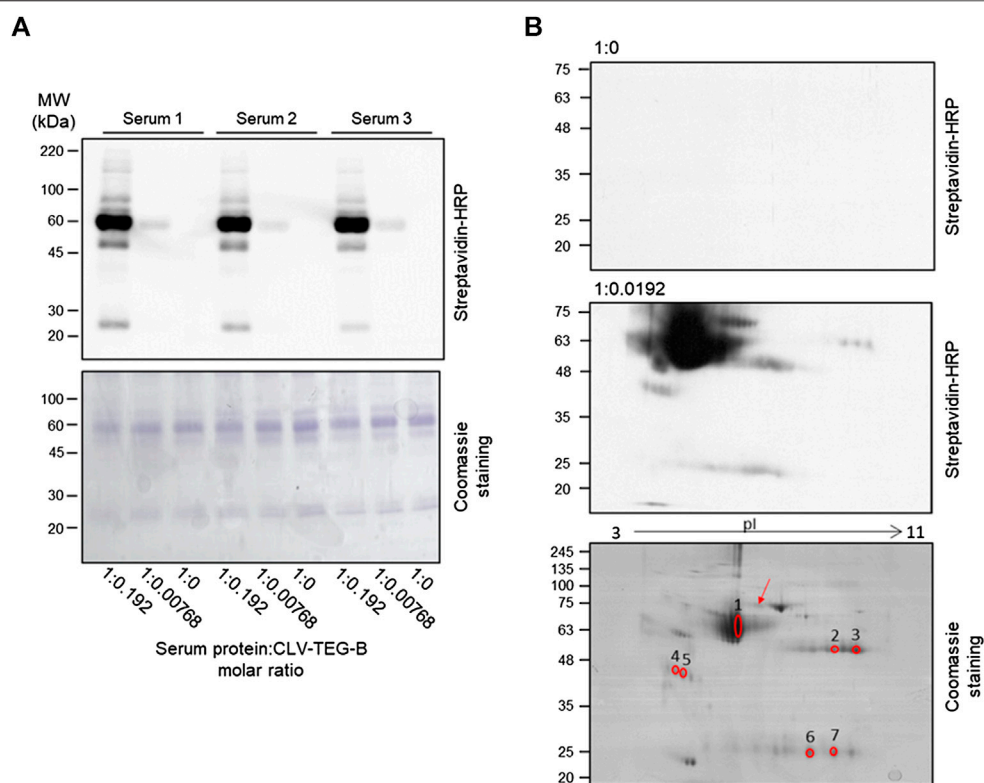 A
MW
(kDa)
Serum 1 Serum 2 Serum 3
220
100
60
45
30
20
Streptavidin-HRP
100
60
45
30
20
Coomassie
staining
1:0.192 1:0.00768 1:0 1:0.192 1:0.00768 1:0 1:0.192 1:0.00768 1:0
Serum protein:CLV-TEG-B
molar ratio
B
1:0
75
63
48
35
25
20
Streptavidin-HRP
1:0.0192
75
63
48
35
25
20
Streptavidin-HRP
3 pI 11
245
135
100
75
63
48
35
25
20
1
2 3
4 5
6 7
Coomassie
staining